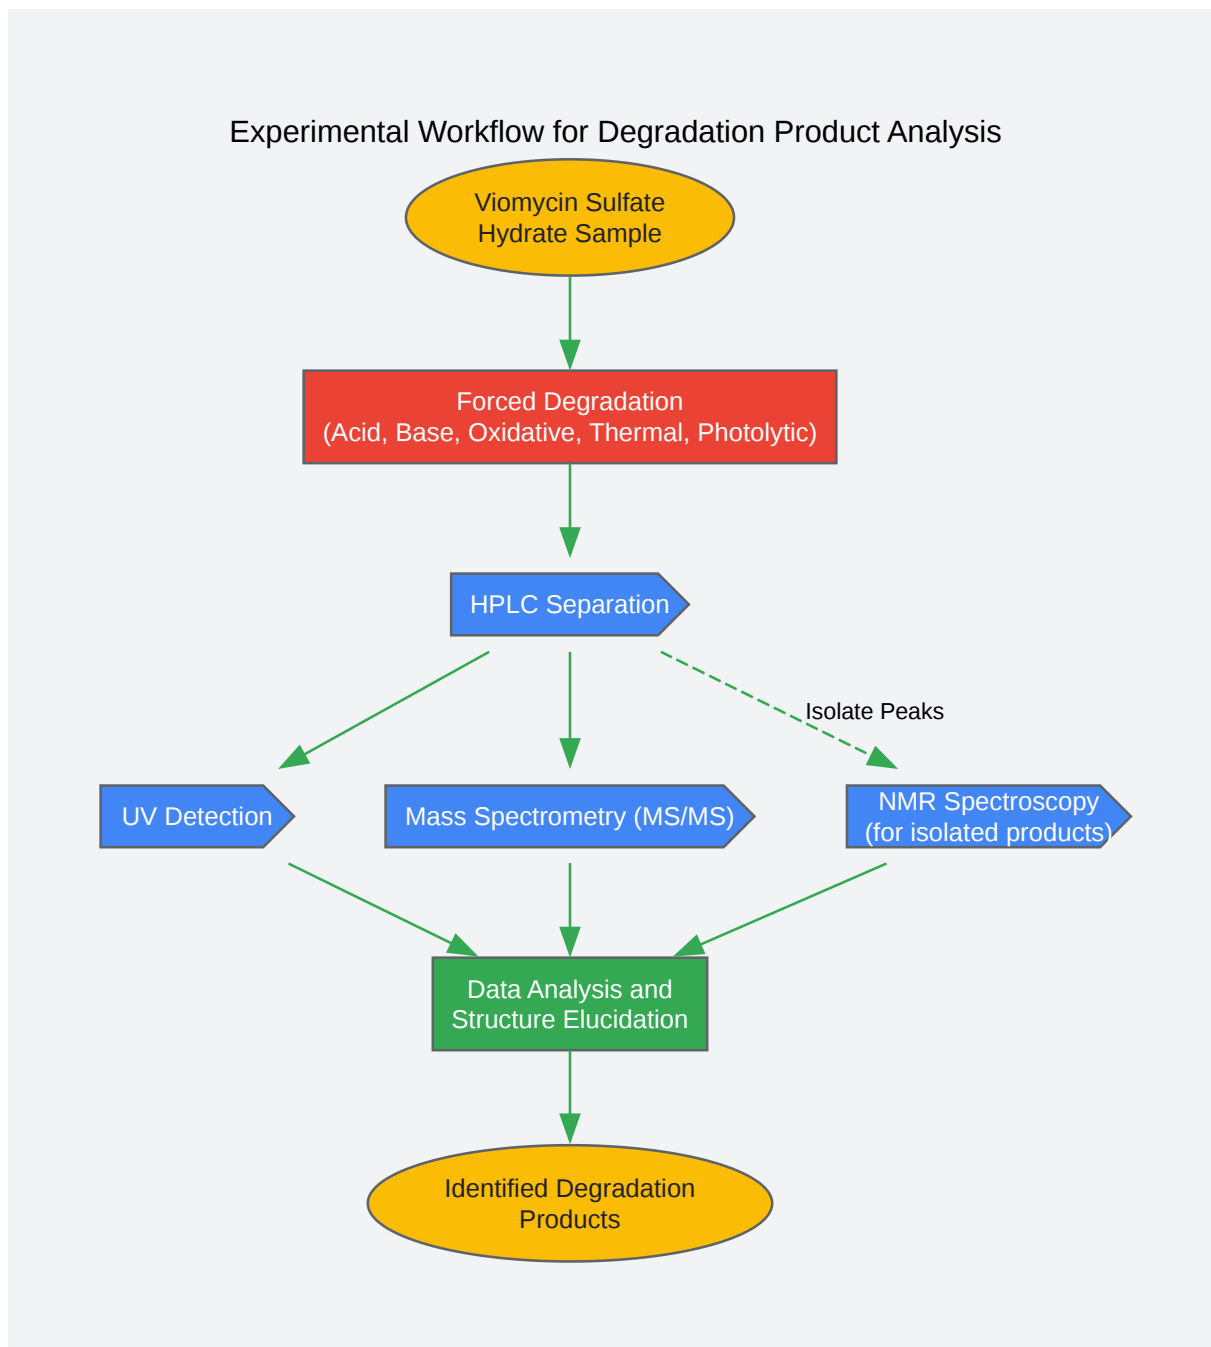 Experimental Workflow for Degradation Product Analysis
Viomycin Sulfate
Hydrate Sample
Forced Degradation
(Acid, Base, Oxidative, Thermal, Photolytic)
HPLC Separation
Isolate Peaks
UV Detection
Mass Spectrometry (MS/MS)
NMR Spectroscopy
(for isolated products)
Data Analysis and
Structure Elucidation
Identified Degradation
Products